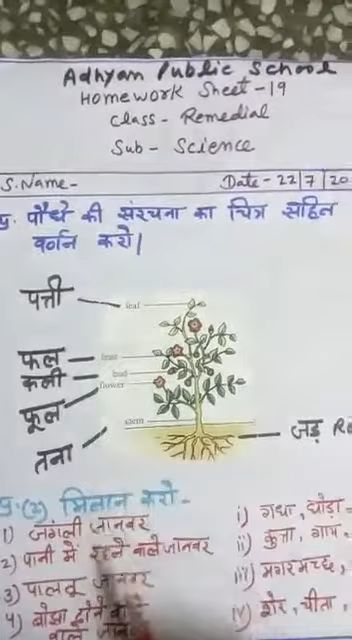 Adhyan Public School
Homework Sheet-19
Class - Remedial
Sub - Science
S.Name-
Date - 22/7/20
पौधे की संरचना का चित्र सहित
वर्णन करो।
पत्ती
leaf
फल
fruit
कली
bud
फूल
flower
तना
stem
जड़
(2) मिलान करो-
1) जंगली जानवर
i) गधा, घोड़ा
2) पानी में रहने वाले जानवर
ii) कुत्ता, गाय
3) पालतू जानवर
iii) मगरमच्छ,
4) बोझा ढोने
iv) शेर, चीता,
वाले